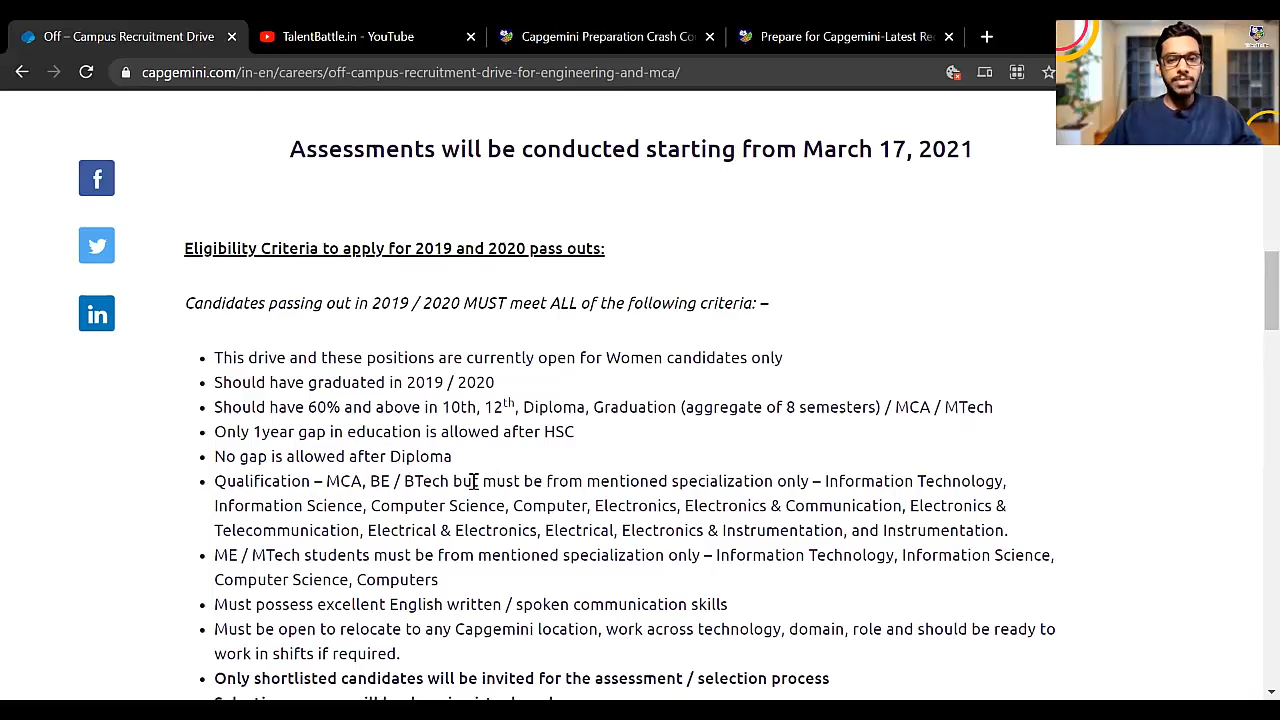 Off – Campus Recruitment Drive
TalentBattle.in - YouTube
Capgemini Preparation Crash Co
Prepare for Capgemini-Latest Re
capgemini.com/in-en/careers/off-campus-recruitment-drive-for-engineering-and-mca/
Assessments will be conducted starting from March 17, 2021
Eligibility Criteria to apply for 2019 and 2020 pass outs:
Candidates passing out in 2019 / 2020 MUST meet ALL of the following criteria: –
• This drive and these positions are currently open for Women candidates only
• Should have graduated in 2019 / 2020
• Should have 60% and above in 10th, 12th, Diploma, Graduation (aggregate of 8 semesters) / MCA / MTech
• Only 1year gap in education is allowed after HSC
• No gap is allowed after Diploma
• Qualification – MCA, BE / BTech but must be from mentioned specialization only – Information Technology,
Information Science, Computer Science, Computer, Electronics, Electronics & Communication, Electronics &
Telecommunication, Electrical & Electronics, Electrical, Electronics & Instrumentation, and Instrumentation.
• ME / MTech students must be from mentioned specialization only – Information Technology, Information Science,
Computer Science, Computers
• Must possess excellent English written / spoken communication skills
• Must be open to relocate to any Capgemini location, work across technology, domain, role and should be ready to
work in shifts if required.
• Only shortlisted candidates will be invited for the assessment / selection process